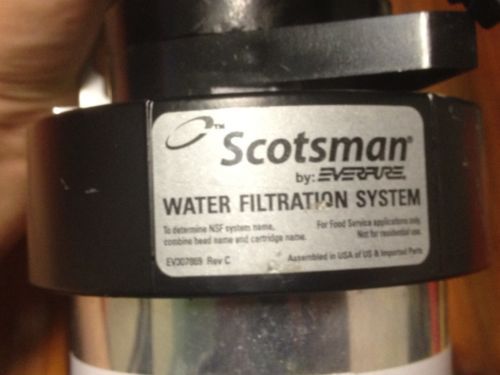 ™
Scotsman®
by: EVERPURE®
WATER FILTRATION SYSTEM
To determine NSF system name,
combine head name and cartridge name.
For Food Service applications only.
Not for residential use.
EV307869 Rev C
Assembled in USA of US & Imported Parts